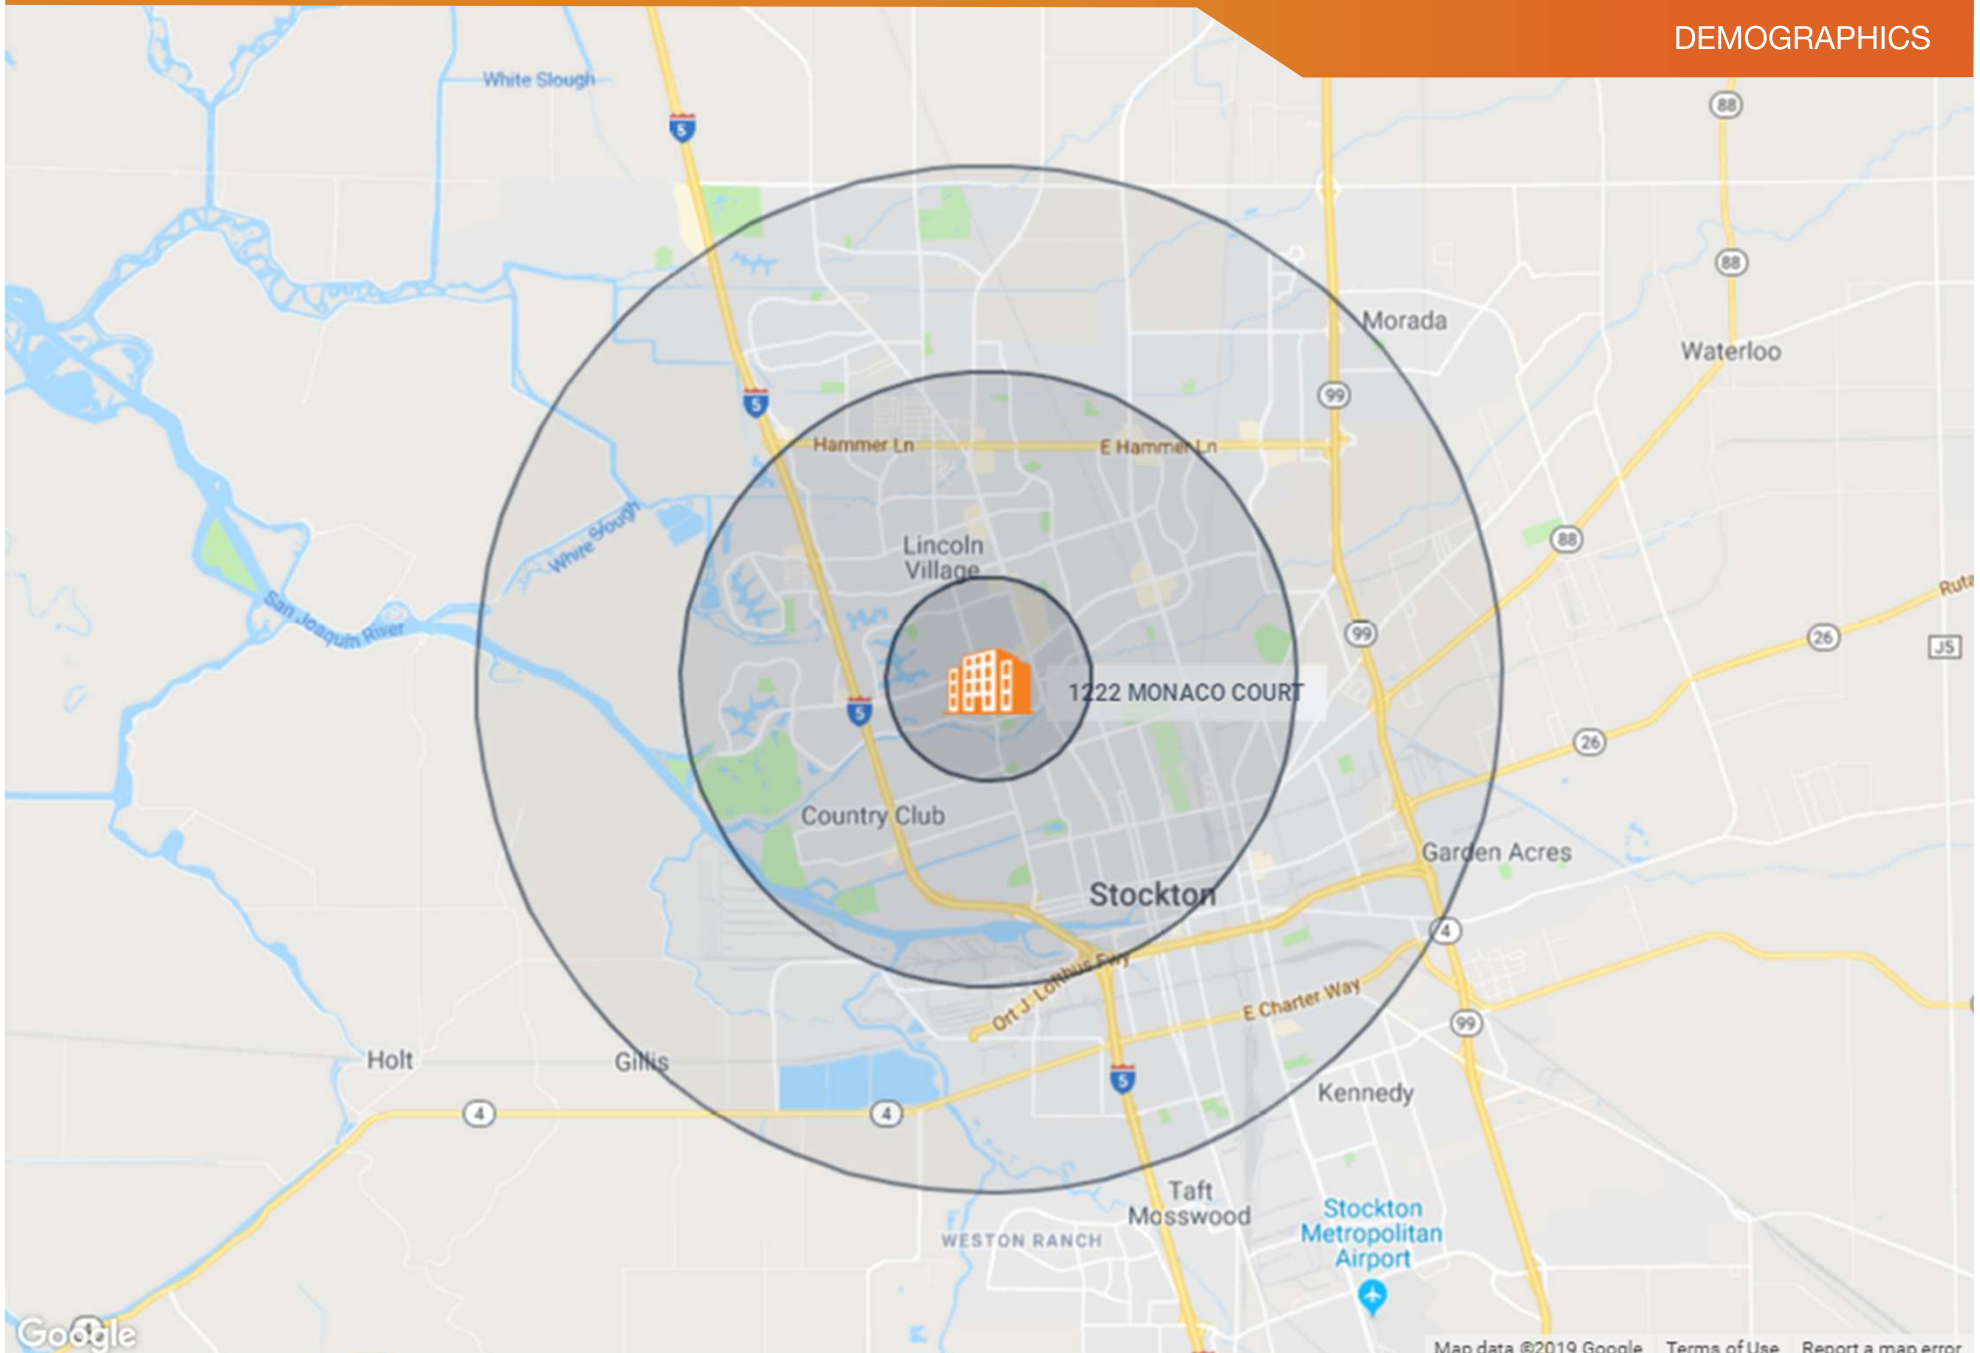 DEMOGRAPHICS
White Slough
5
88
88
Morada
Waterloo
5
99
Hammer Ln
E Hammer Ln
White Slough
88
Lincoln
Village
San Joaquin River
99
26
J5
1222 MONACO COURT
5
26
Country Club
Garden Acres
Stockton
4
Ort J. Lofthus Fwy
E Charter Way
99
Holt
Gillis
5
Kennedy
4
4
Taft
Mosswood
Stockton
Metropolitan
Airport
WESTON RANCH
Google
4
Map data ©2019 Google
Terms of Use
Report a map error